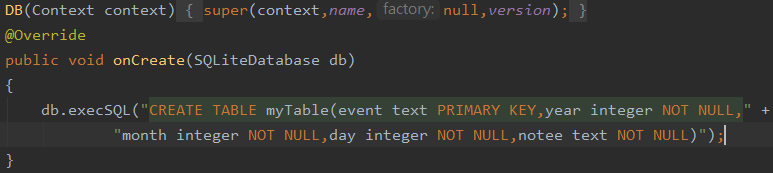 DB(Context context) { super(context,name, factory: null,version); }
@Override
public void onCreate(SQLiteDatabase db)
{
db.execSQL("CREATE TABLE myTable(event text PRIMARY KEY,year integer NOT NULL," +
"month integer NOT NULL,day integer NOT NULL,notee text NOT NULL)");
}